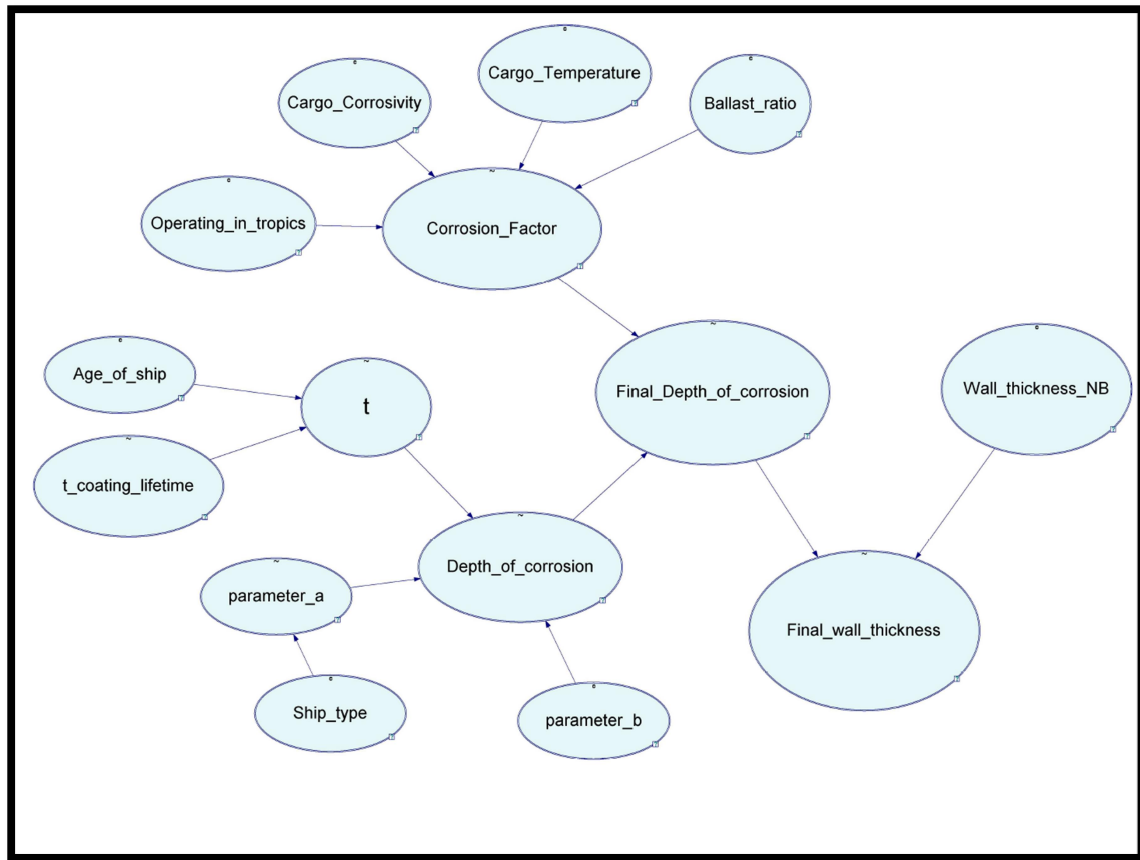 Cargo_Temperature
Cargo_Corrosivity
Ballast_ratio
Operating_in_tropics
Corrosion_Factor
Age_of_ship
t
Final_Depth_of_corrosion
Wall_thickness_NB
t_coating_lifetime
Depth_of_corrosion
parameter_a
Final_wall_thickness
Ship_type
parameter_b